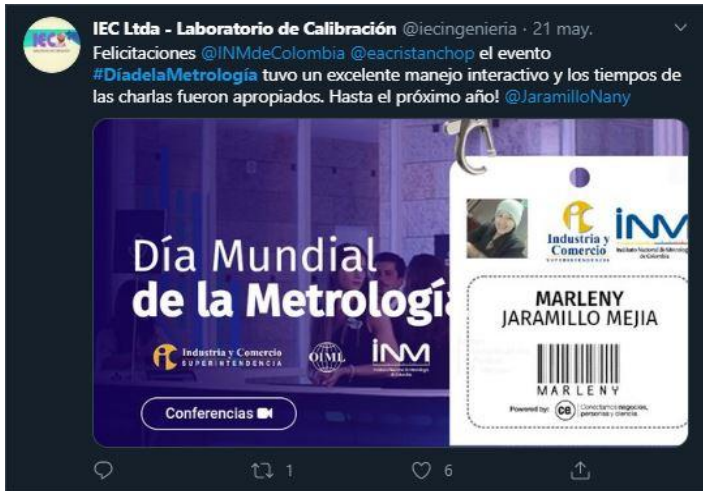 IEC Ltda - Laboratorio de Calibración @iecingenieria · 21 may.
Felicitaciones @INMdeColombia @eacristanchop el evento
#DíadelaMetrología tuvo un excelente manejo interactivo y los tiempos de
las charlas fueron apropiados. Hasta el próximo año! @JaramilloNany
Día Mundial
de la Metrología
Industria y Comercio
SUPERINTENDENCIA
OIML
INM
Conferencias
Industria y
Comercio
SUPERINTENDENCIA
INM
Instituto Nacional de Metrología
de Colombia
MARLENY
JARAMILLO MEJIA
MARLENY
Powered by:
ce
Conectamos negocios,
personas y ciencia.
1
6